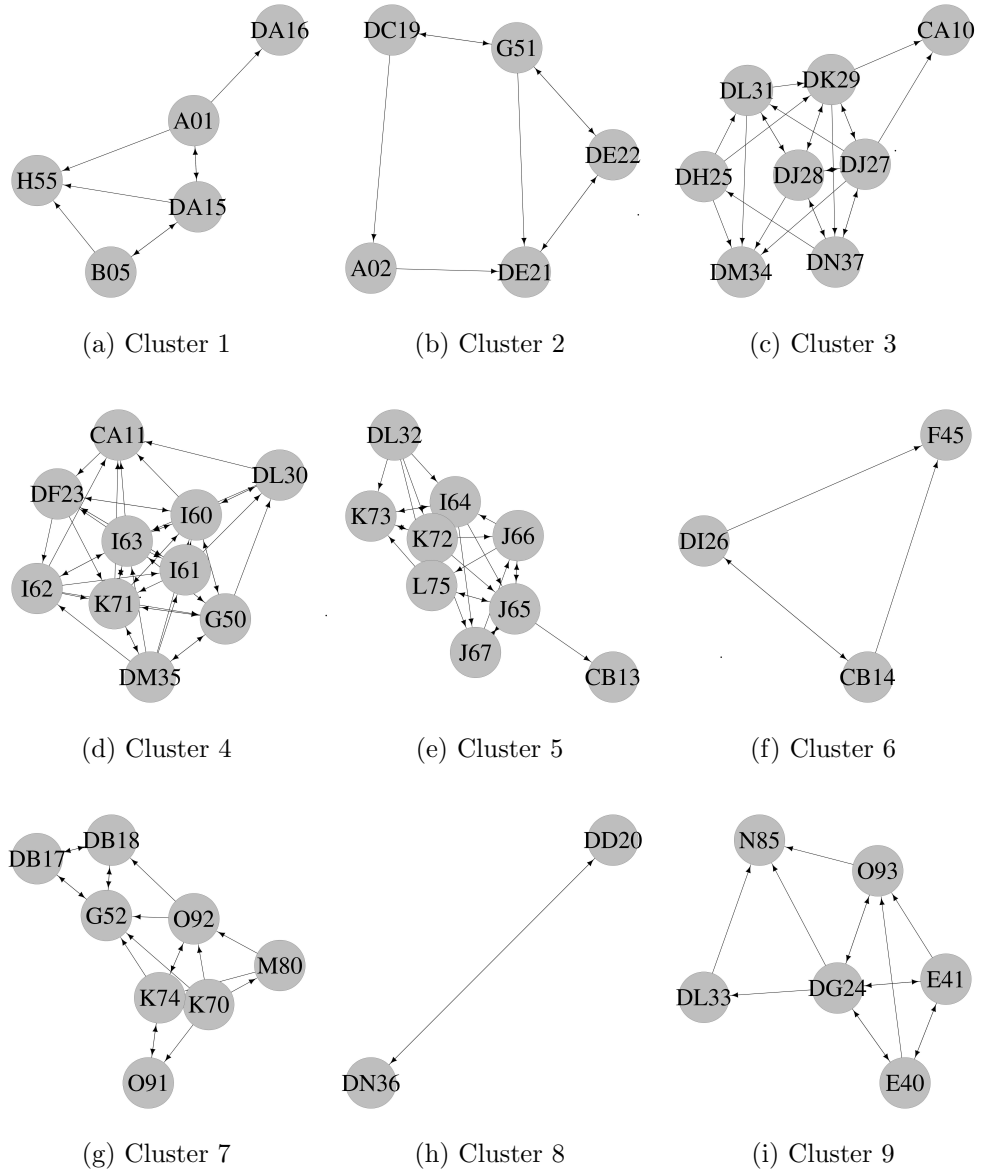 DA16
A01
H55
DA15
B05
(a) Cluster 1
DC19
G51
DE22
A02
DE21
(b) Cluster 2
CA10
DK29
DL31
DJ27
DH25
DJ28
DM34
DN37
(c) Cluster 3
CA11
DL30
DF23
I60
I63
I61
I62
K71
G50
DM35
(d) Cluster 4
DL32
I64
K73
K72
J66
L75
J65
J67
CB13
(e) Cluster 5
F45
DI26
CB14
(f) Cluster 6
DB18
DB17
G52
O92
M80
K74
K70
O91
(g) Cluster 7
DD20
DN36
(h) Cluster 8
N85
O93
DG24
E41
DL33
E40
(i) Cluster 9